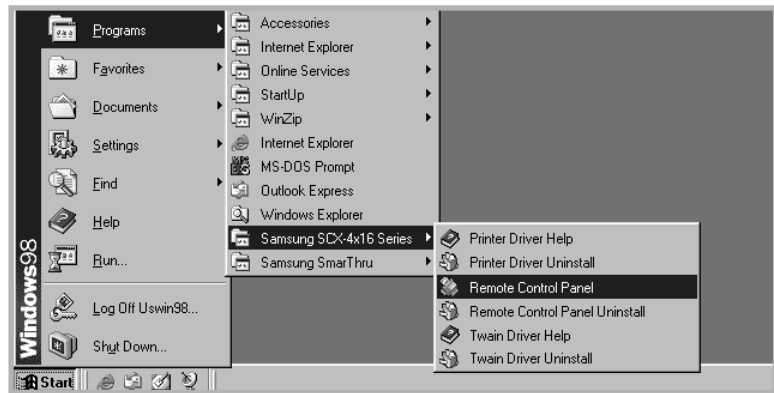 Programs
Favorites
Documents
Settings
Find
Help
Run...
Log Off Uswin98...
Shut Down...
Windows98
Start
Accessories
Internet Explorer
Online Services
StartUp
WinZip
Internet Explorer
MS-DOS Prompt
Outlook Express
Windows Explorer
Samsung SCX-4x16 Series
Samsung SmarThru
Printer Driver Help
Printer Driver Uninstall
Remote Control Panel
Remote Control Panel Uninstall
Twain Driver Help
Twain Driver Uninstall